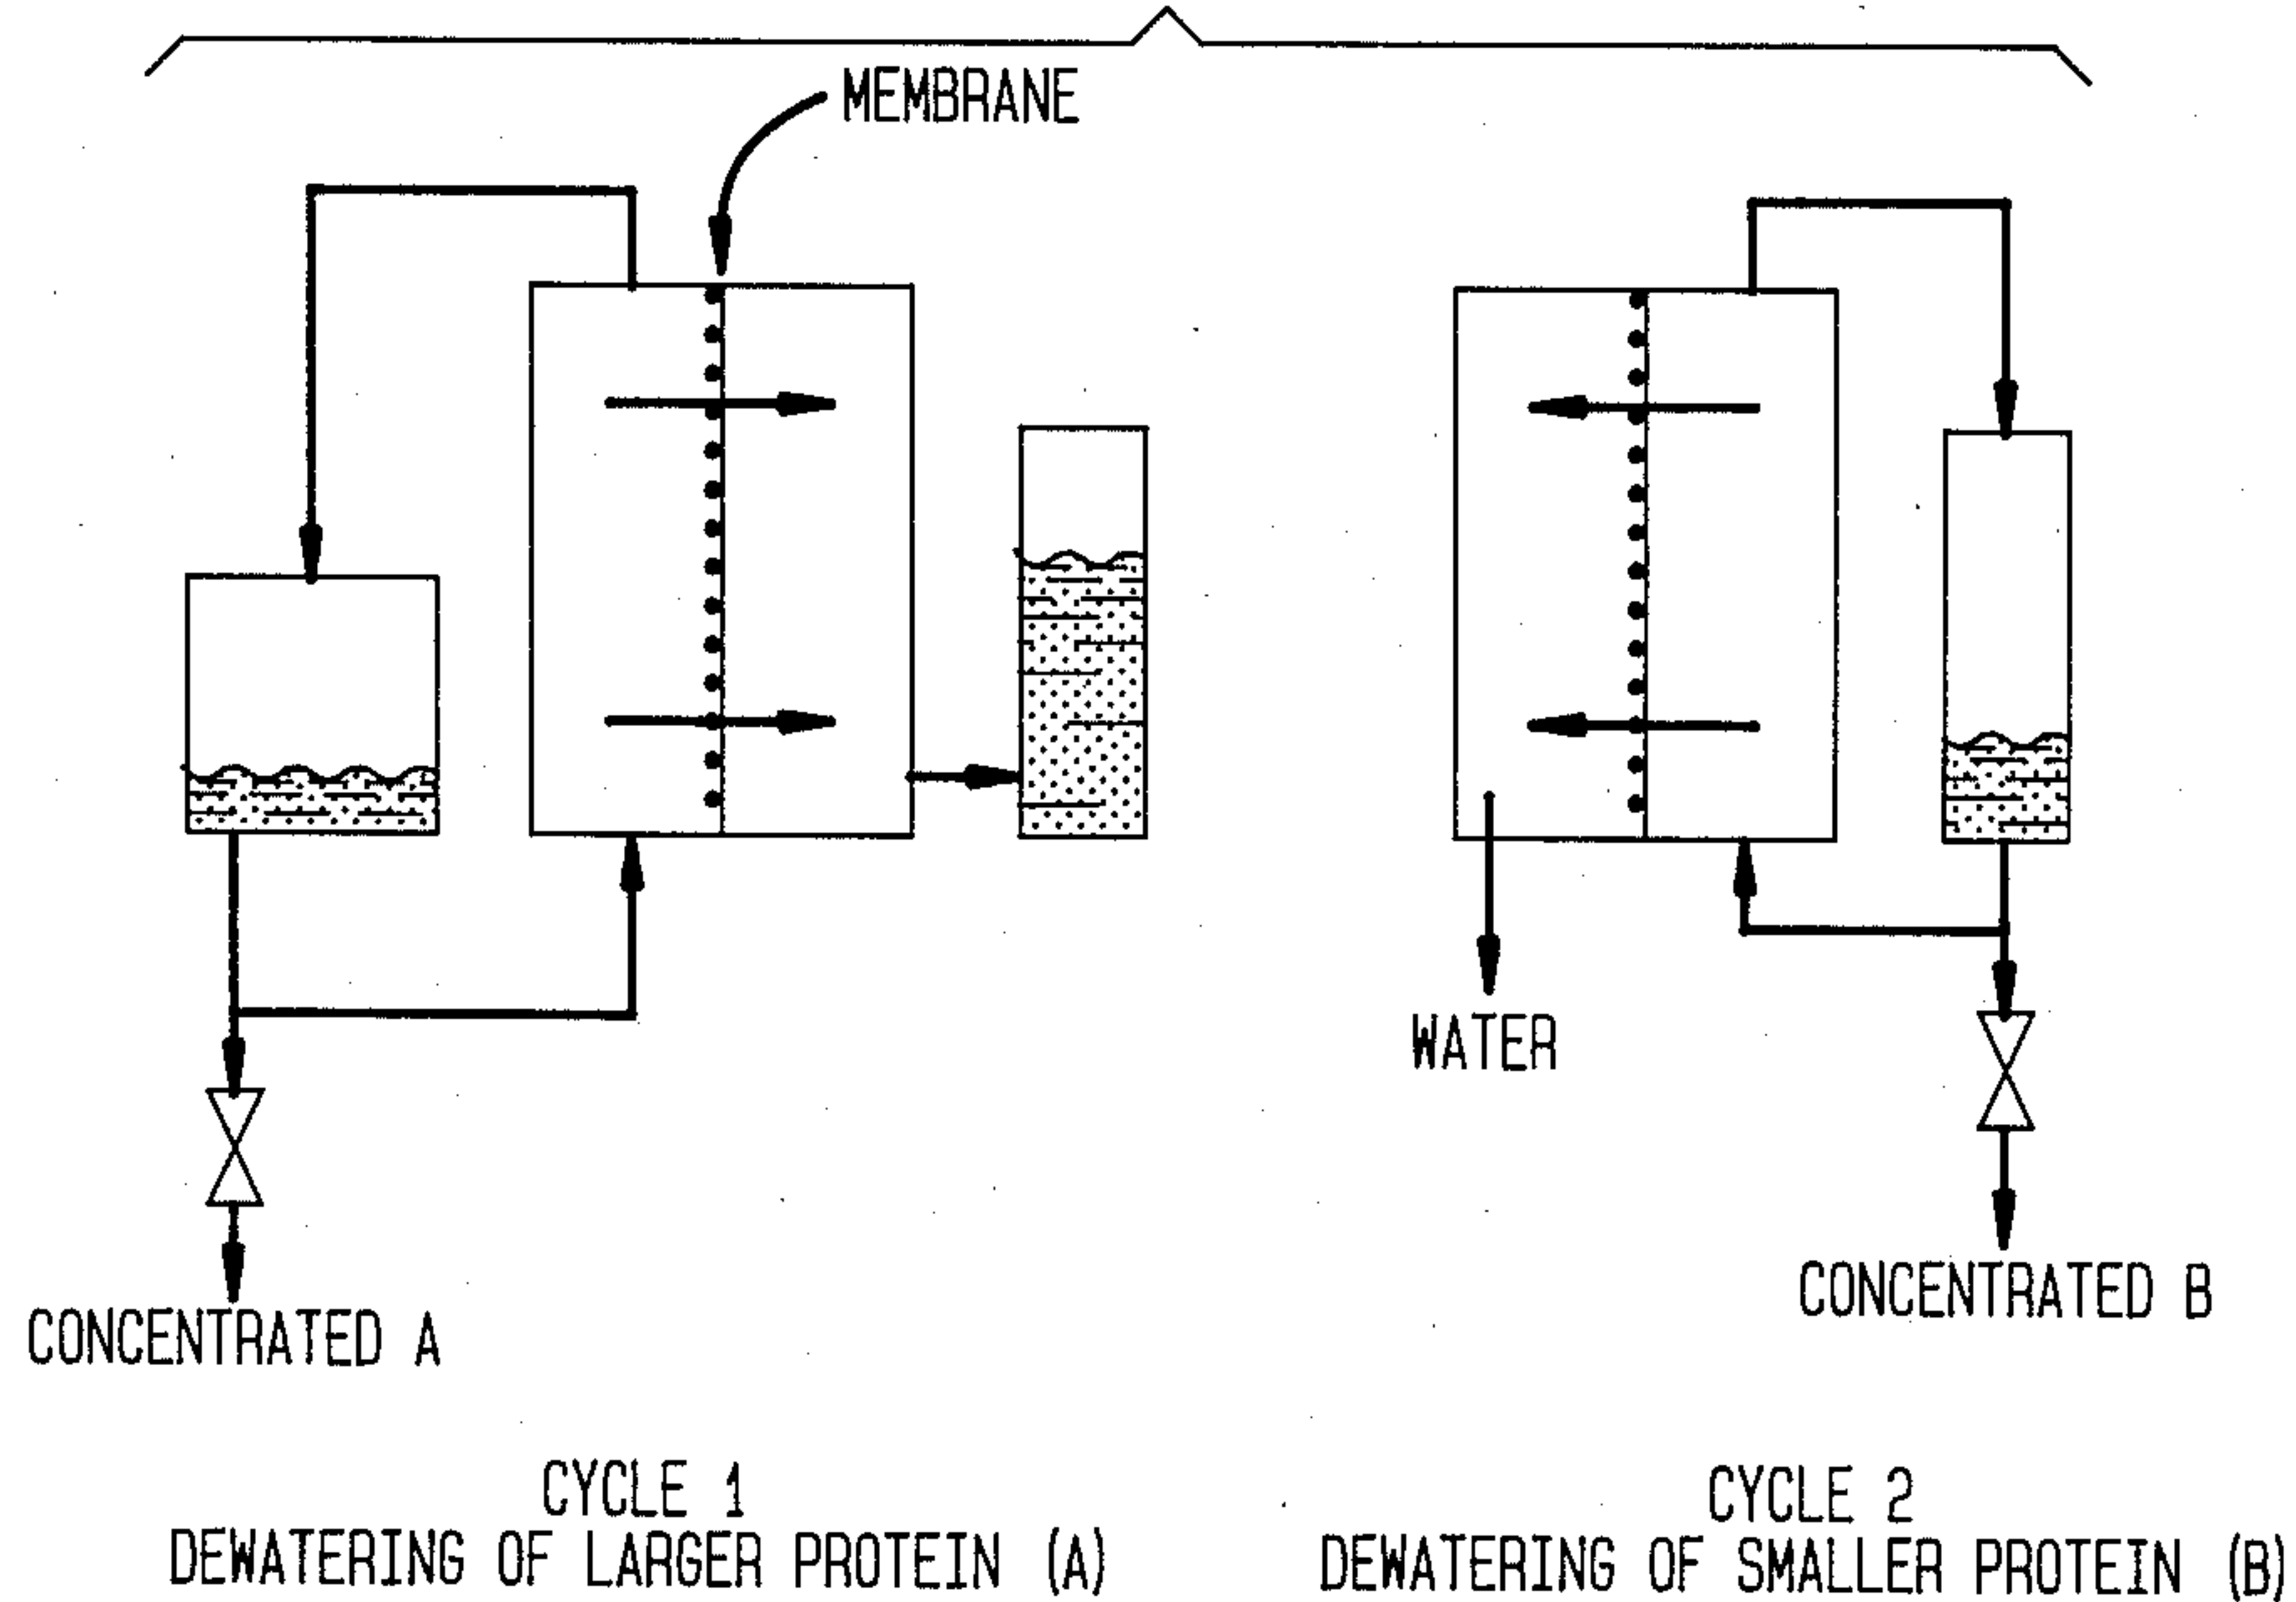 MEMBRANE
WATER
CONCENTRATED A
CONCENTRATED B
CYCLE 1
DEWATERING OF LARGER PROTEIN (A)
CYCLE 2
DEWATERING OF SMALLER PROTEIN (B)